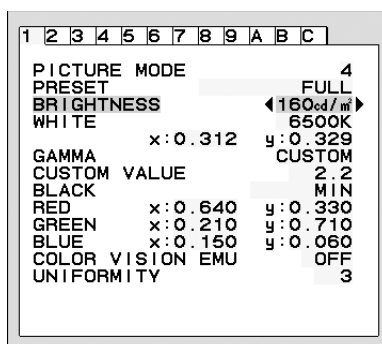 1 2 3 4 5 6 7 8 9 A B C
PICTURE MODE 4
PRESET FULL
BRIGHTNESS ◀160cd/㎡▶
WHITE 6500K
x:0.312 y:0.329
GAMMA CUSTOM
CUSTOM VALUE 2.2
BLACK MIN
RED x:0.640 y:0.330
GREEN x:0.210 y:0.710
BLUE x:0.150 y:0.060
COLOR VISION EMU OFF
UNIFORMITY 3